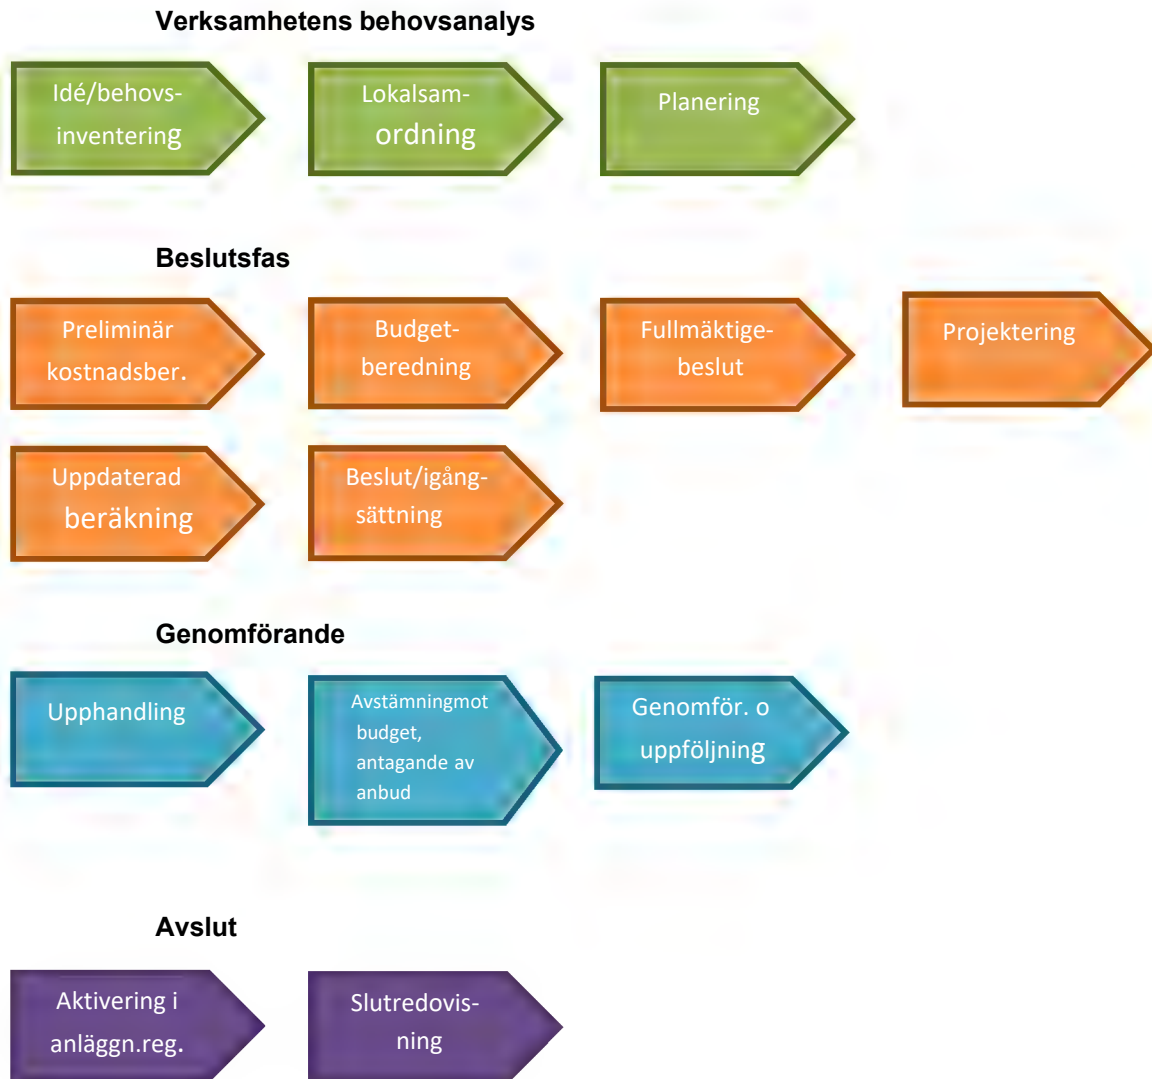 Verksamhetens behovsanalys
Idé/behovs-
inventering
Lokalsam-
ordning
Planering
Beslutsfas
Preliminär
kostnadsber.
Budget-
beredning
Fullmäktige-
beslut
Projektering
Uppdaterad
beräkning
Beslut/igång-
sättning
Genomförande
Upphandling
Avstämningmot
budget,
antagande av
anbud
Genomför. o
uppföljning
Avslut
Aktivering i
anläggn.reg.
Slutredovis-
ning